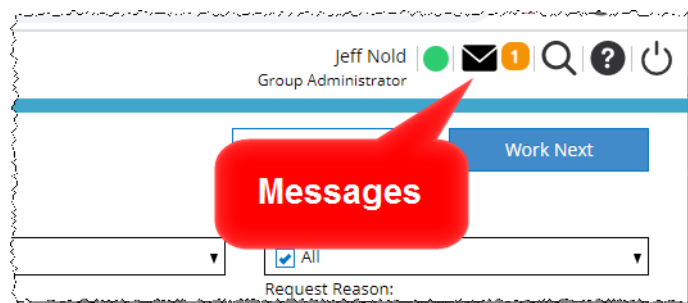 Jeff Nold
1
?
Group Administrator
Work Next
Messages
All
Request Reason: